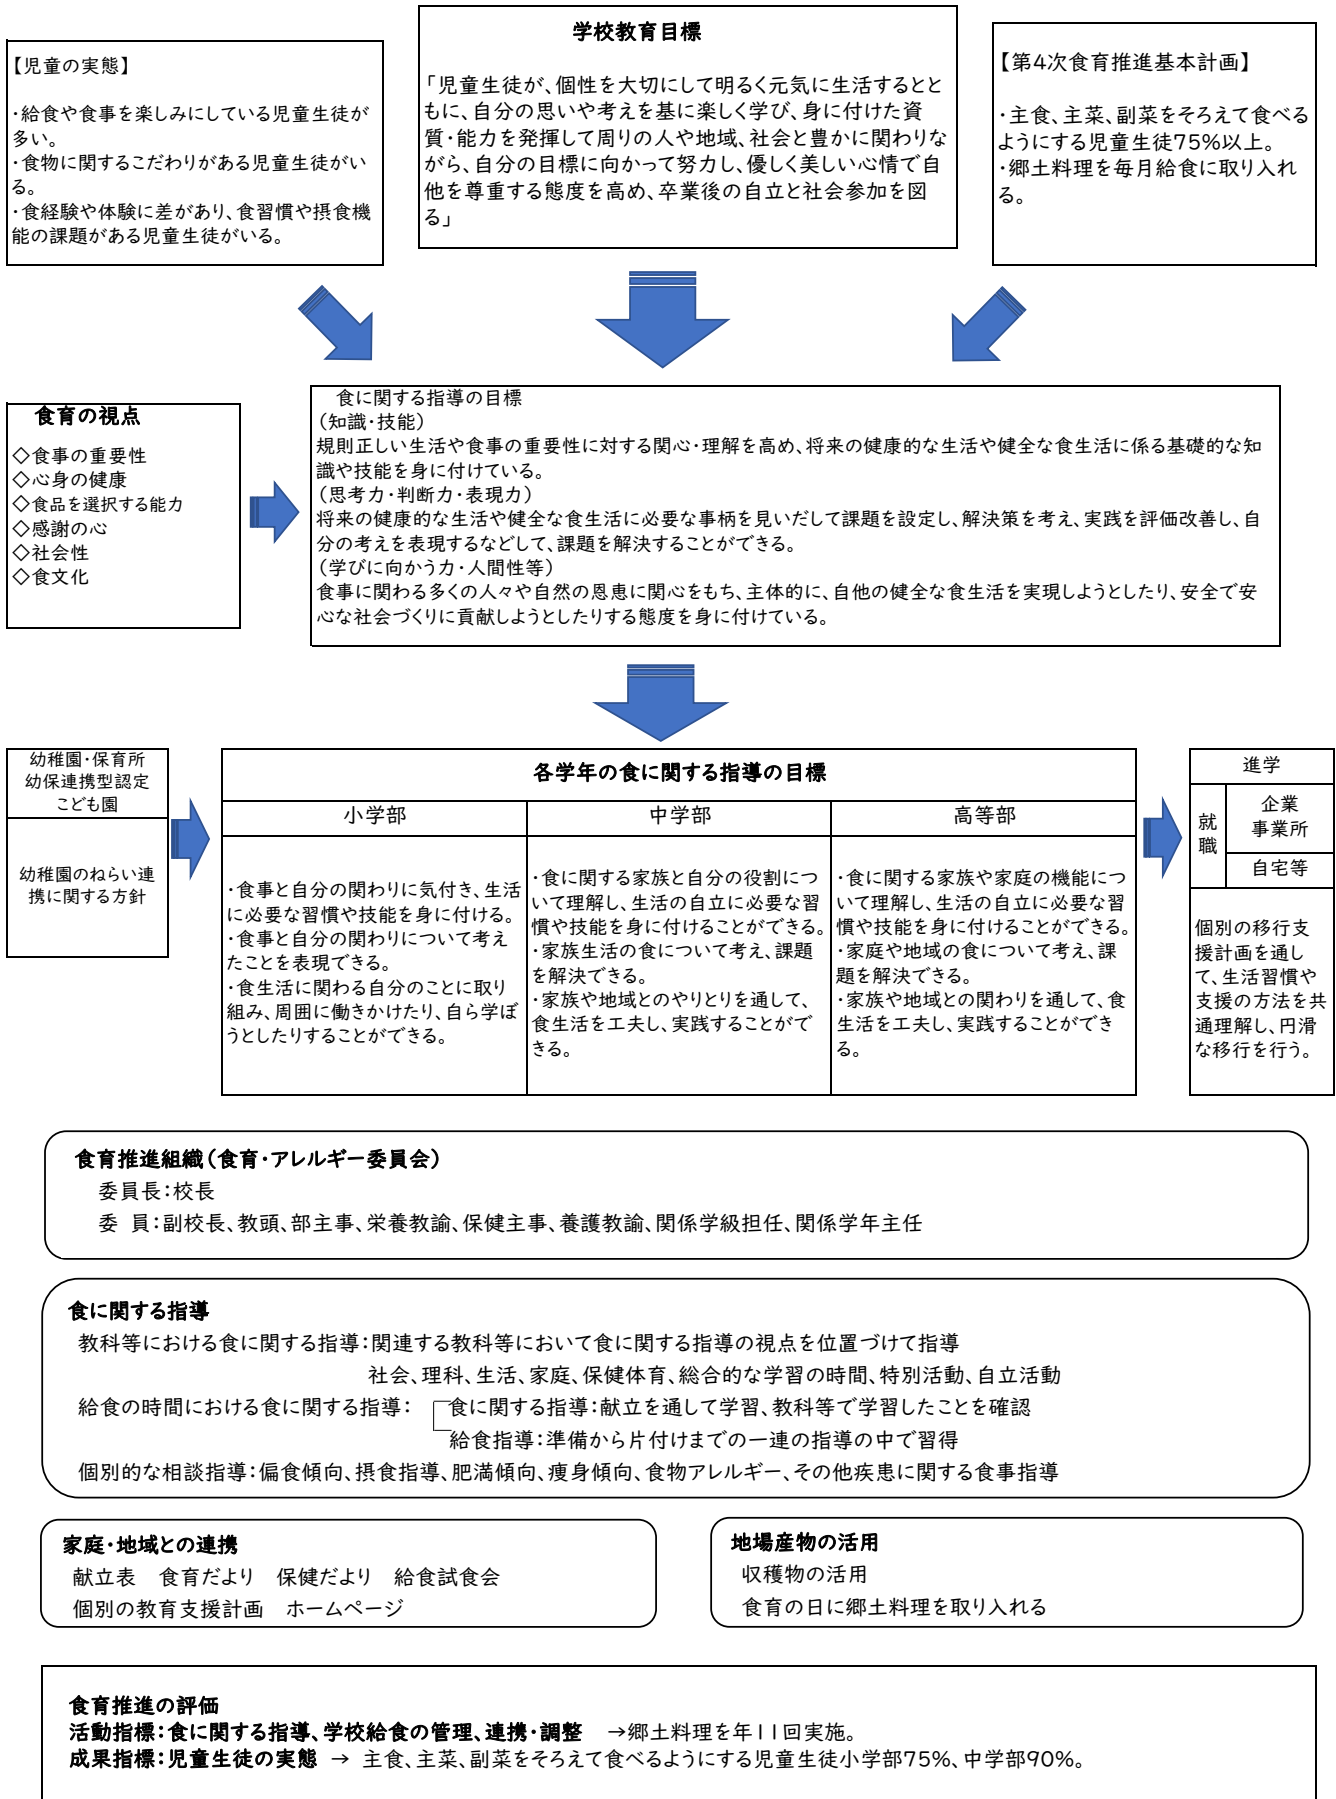 学校教育目標
「児童生徒が、個性を大切にして明るく元気に生活するとと
もに、自分の思いや考えを基に楽しく学び、身に付けた資
質・能力を発揮して周りの人や地域、社会と豊かに関わりな
がら、自分の目標に向かって努力し、優しく美しい心情で自
他を尊重する態度を高め、卒業後の自立と社会参加を図
る」
【児童の実態】
・給食や食事を楽しみにしている児童生徒が
多い。
・食物に関するこだわりがある児童生徒がい
る。
・食経験や体験に差があり、食習慣や摂食機
能の課題がある児童生徒がいる。
【第4次食育推進基本計画】
・主食、主菜、副菜をそろえて食べる
ようにする児童生徒75%以上。
・郷土料理を毎月給食に取り入れ
る。
食育の視点
◇食事の重要性
◇心身の健康
◇食品を選択する能力
◇感謝の心
◇社会性
◇食文化
食に関する指導の目標
(知識・技能)
規則正しい生活や食事の重要性に対する関心・理解を高め、将来の健康的な生活や健全な食生活に係る基礎的な知
識や技能を身に付けている。
(思考力・判断力・表現力)
将来の健康的な生活や健全な食生活に必要な事柄を見いだして課題を設定し、解決策を考え、実践を評価改善し、自
分の考えを表現するなどして、課題を解決することができる。
(学びに向かう力・人間性等)
食事に関わる多くの人々や自然の恩恵に関心をもち、主体的に、自他の健全な食生活を実現しようとしたり、安全で安
心な社会づくりに貢献しようとしたりする態度を身に付けている。
幼稚園・保育所
幼保連携型認定
こども園
幼稚園のねらい連
携に関する方針
各学年の食に関する指導の目標
小学部
・食事と自分の関わりに気付き、生活
に必要な習慣や技能を身に付ける。
・食事と自分の関わりについて考え
たことを表現できる。
・食生活に関わる自分のことに取り
組み、周囲に働きかけたり、自ら学ぼ
うとしたりすることができる。
中学部
・食に関する家族と自分の役割につ
いて理解し、生活の自立に必要な習
慣や技能を身に付けることができる。
・家族生活の食について考え、課題
を解決できる。
・家族や地域とのやりとりを通して、
食生活を工夫し、実践することがで
きる。
高等部
・食に関する家族や家庭の機能につ
いて理解し、生活の自立に必要な習
慣や技能を身に付けることができる。
・家庭や地域の食について考え、課
題を解決できる。
・家族や地域との関わりを通して、食
生活を工夫し、実践することができ
る。
進学
就
職
企業
事業所
自宅等
個別の移行支
援計画を通し
て、生活習慣や
支援の方法を共
通理解し、円滑
な移行を行う。
食育推進組織(食育・アレルギー委員会)
委員長:校長
委 員:副校長、教頭、部主事、栄養教諭、保健主事、養護教諭、関係学級担任、関係学年主任
食に関する指導
教科等における食に関する指導:関連する教科等において食に関する指導の視点を位置づけて指導
社会、理科、生活、家庭、保健体育、総合的な学習の時間、特別活動、自立活動
給食の時間における食に関する指導: 食に関する指導:献立を通して学習、教科等で学習したことを確認
給食指導:準備から片付けまでの一連の指導の中で習得
個別的な相談指導:偏食傾向、摂食指導、肥満傾向、痩身傾向、食物アレルギー、その他疾患に関する食事指導
家庭・地域との連携
献立表 食育だより 保健だより 給食試食会
個別の教育支援計画 ホームページ
地場産物の活用
収穫物の活用
食育の日に郷土料理を取り入れる
食育推進の評価
活動指標:食に関する指導、学校給食の管理、連携・調整 →郷土料理を年11回実施。
成果指標:児童生徒の実態 → 主食、主菜、副菜をそろえて食べるようにする児童生徒小学部75%、中学部90%。